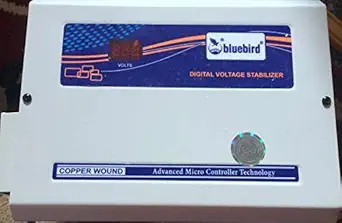 bluebird®
DIGITAL VOLTAGE STABILIZER
VOLTS
COPPER WOUND
Advanced Micro Controller Technology